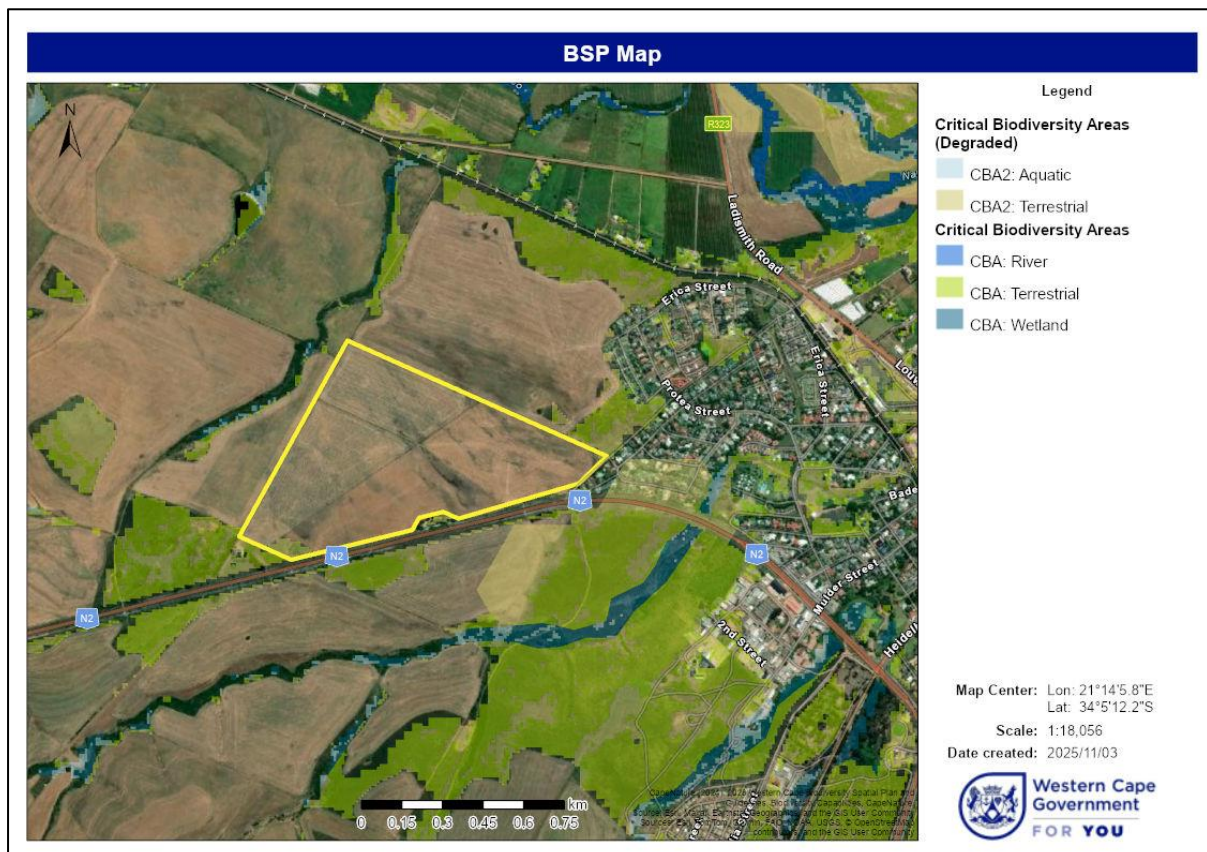 BSP Map
N
R323
Ladismith Road
Erica Street
Erica Street
Protea Street
N2
N2
N2
N2
Mulder Street
2nd Street
km
0 0.15 0.3 0.45 0.6 0.75
Legend
Critical Biodiversity Areas
(Degraded)
CBA2: Aquatic
CBA2: Terrestrial
Critical Biodiversity Areas
CBA: River
CBA: Terrestrial
CBA: Wetland
Map Center: Lon: 21°14'5.8"E
Lat: 34°5'12.2"S
Scale: 1:18,056
Date created: 2025/11/03
Western Cape
Government
FOR YOU